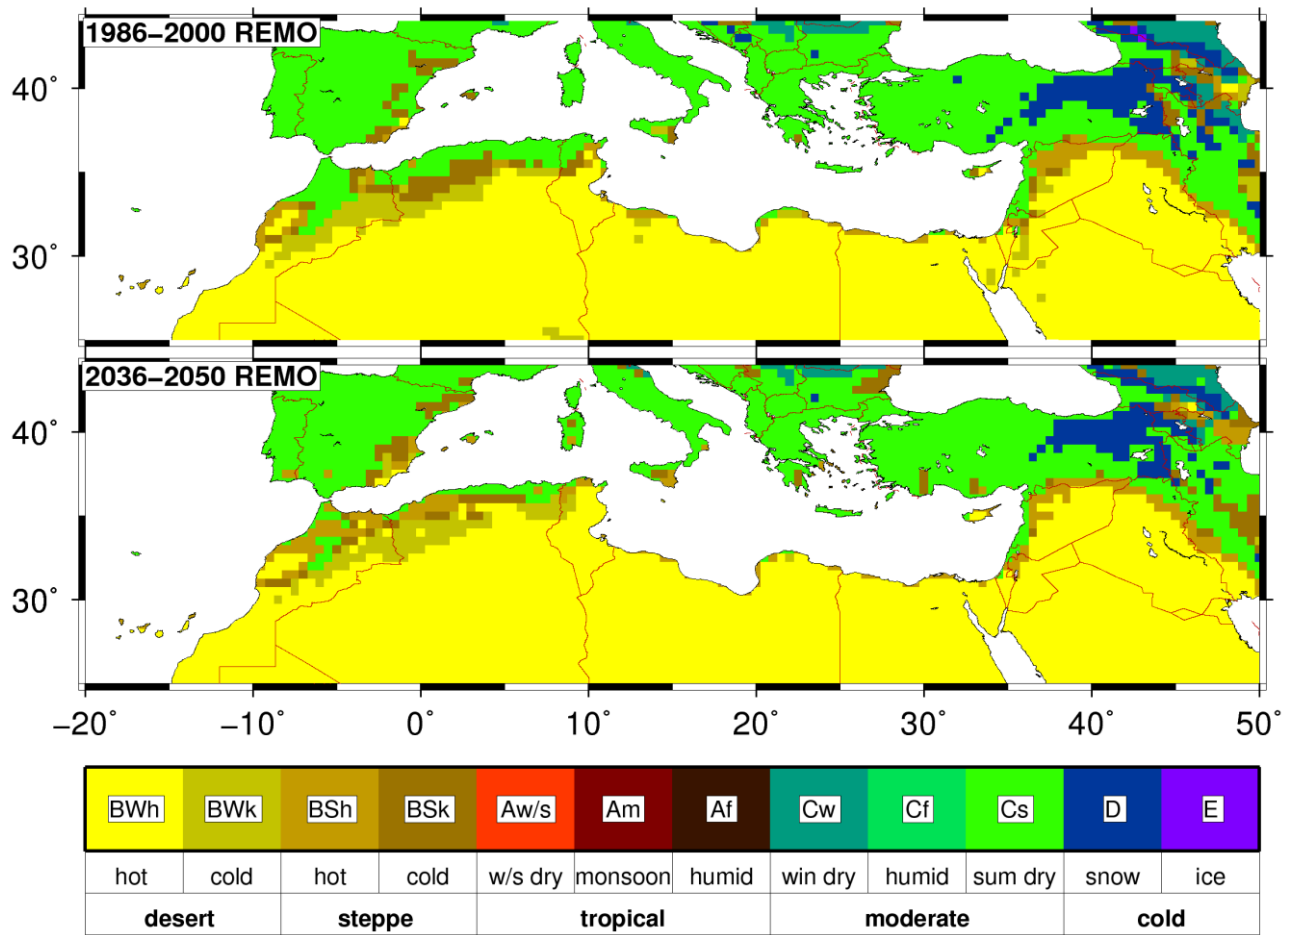 1986−2000 REMO
40˚
30˚
2036−2050 REMO
40˚
30˚
−20˚ −10˚ 0˚ 10˚ 20˚ 30˚ 40˚ 50˚
BWh BWk BSh BSk Aw/s Am Af Cw Cf Cs D E
hot cold hot cold w/s dry monsoon humid win dry humid sum dry snow ice
desert steppe tropical moderate cold